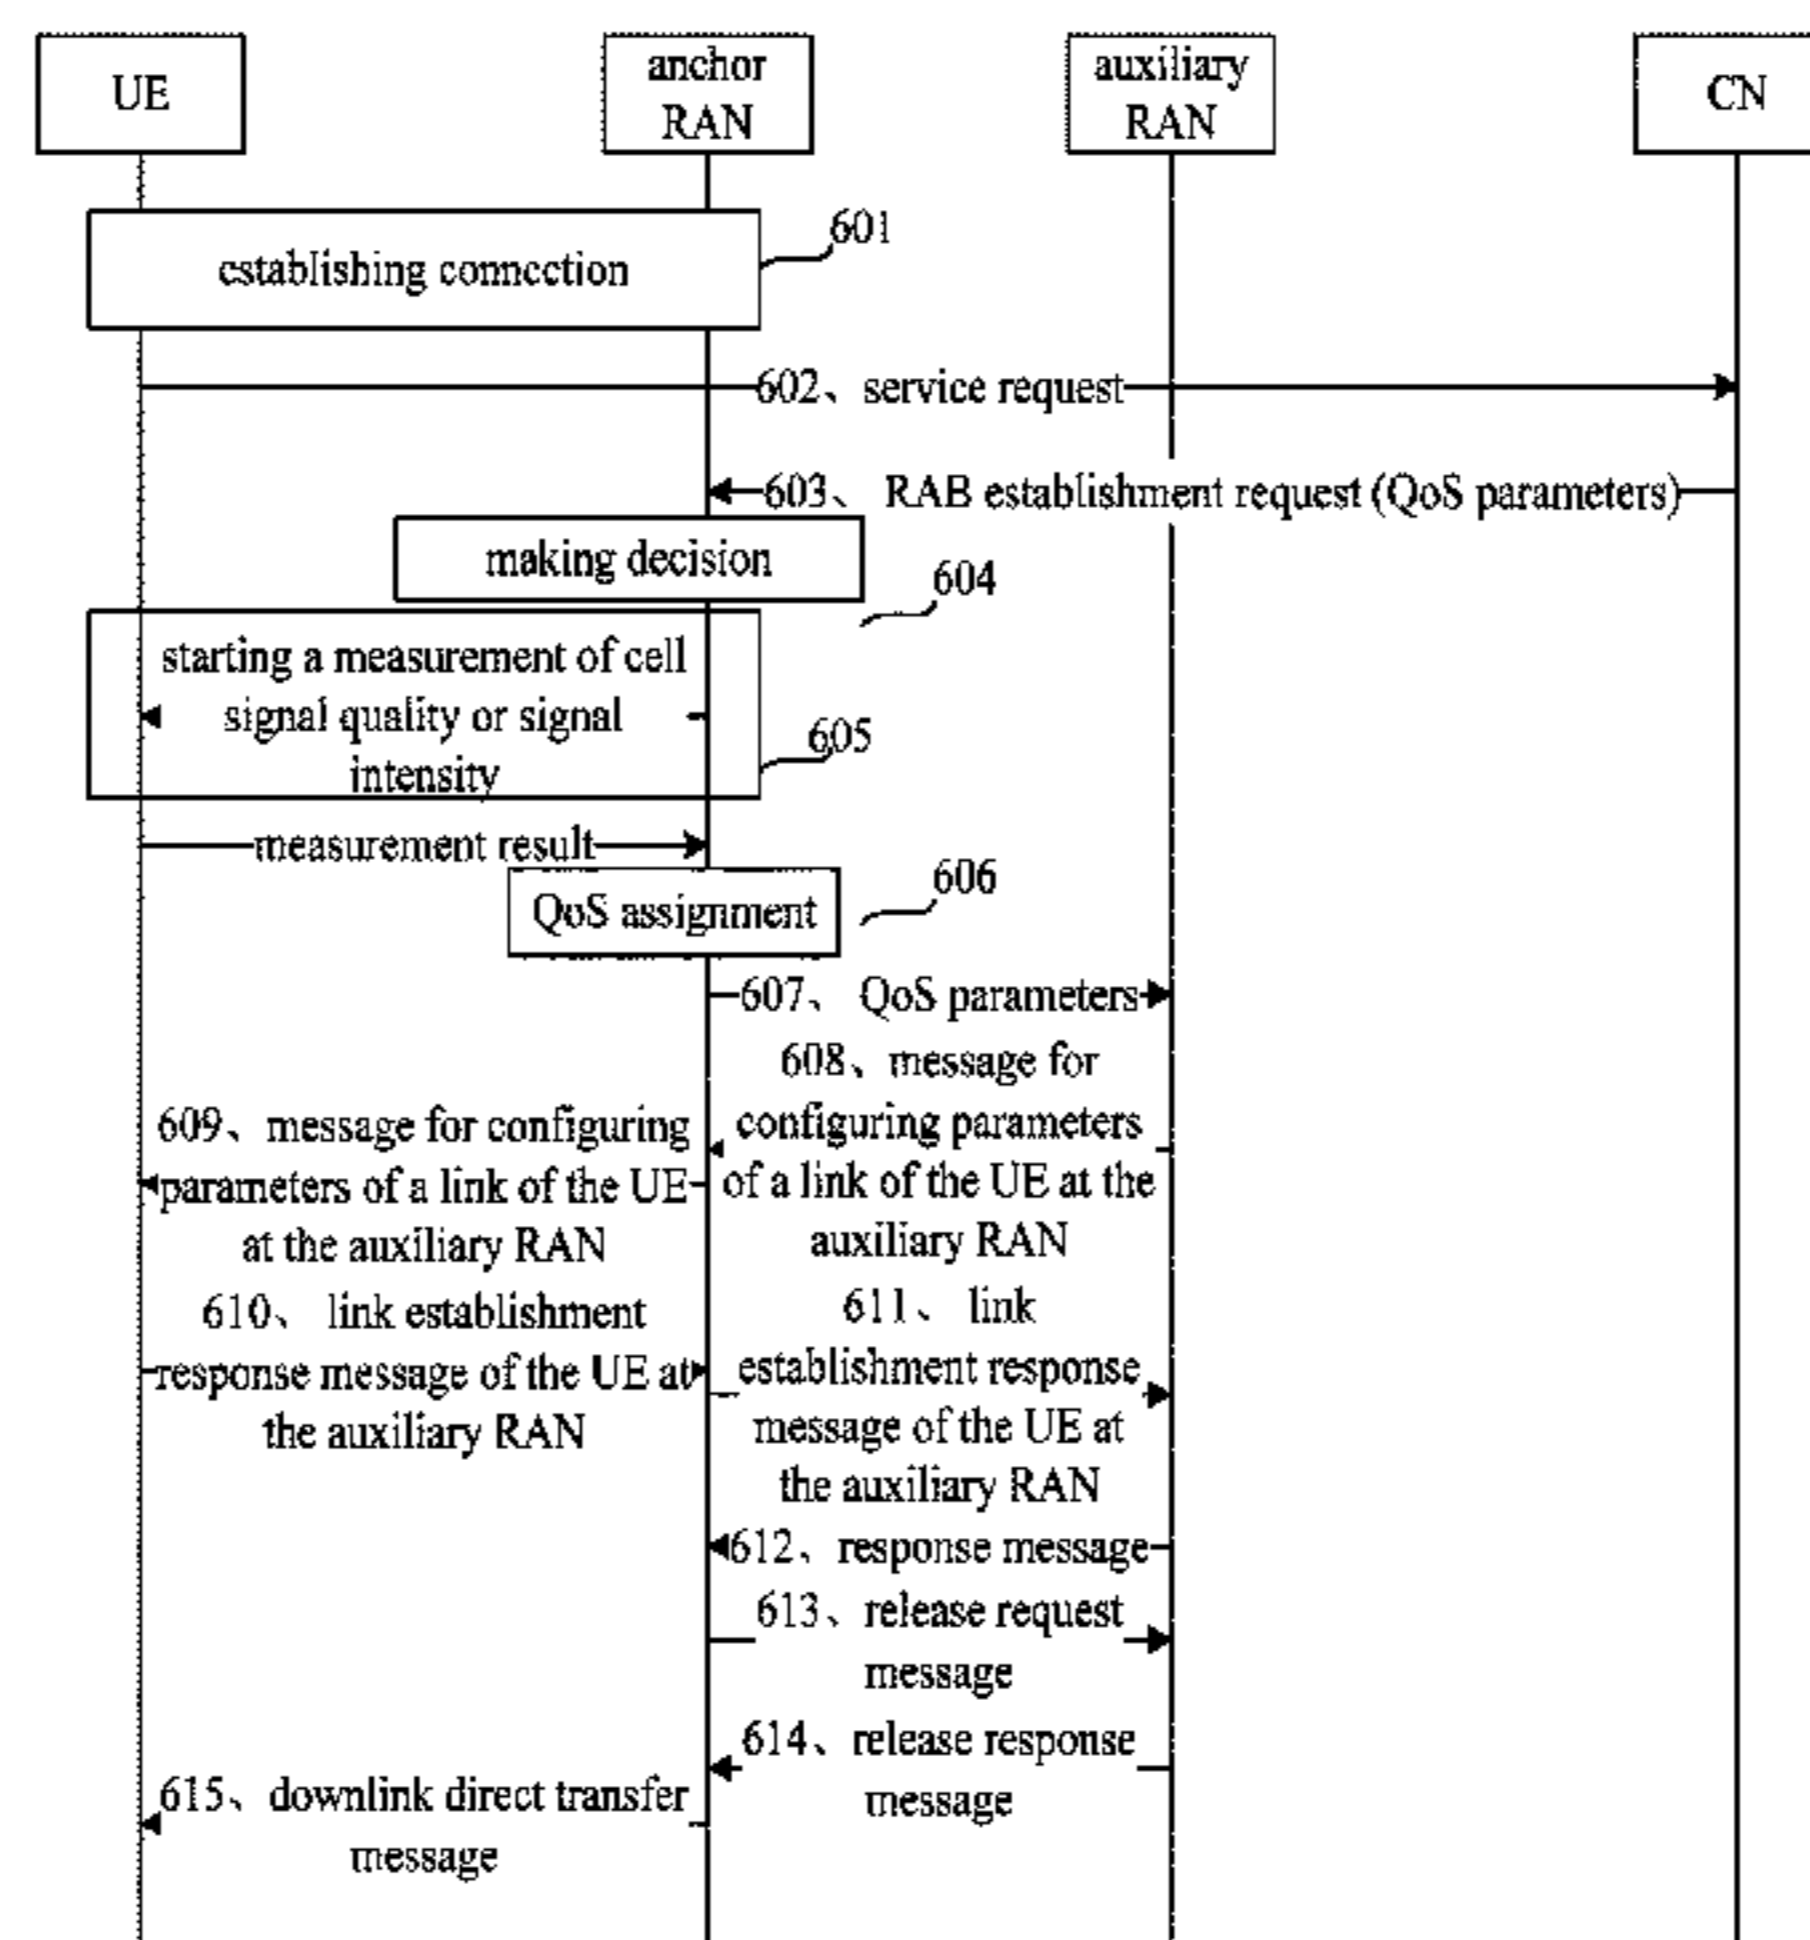 UE
anchor
RAN
auxiliary
RAN
CN
establishing connection
601
602、service request
603、 RAB establishment request (QoS parameters)
making decision
604
starting a measurement of cell
signal quality or signal
intensity
605
measurement result
QoS assignment
606
607、 QoS parameters
608、message for
configuring parameters
of a link of the UE at the
auxiliary RAN
609、message for configuring
parameters of a link of the UE
at the auxiliary RAN
610、 link establishment
response message of the UE at
the auxiliary RAN
611、 link
establishment response
message of the UE at
the auxiliary RAN
612、response message
613、release request
message
614、release response
message
615、downlink direct transfer
message